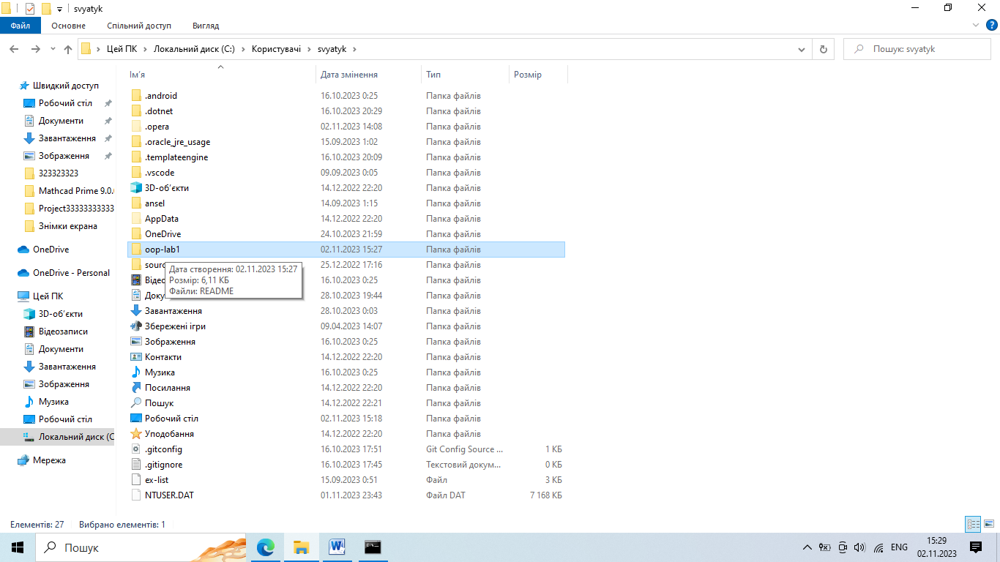 svyatyk
Файл Основне Спільний доступ Вигляд
Цей ПК Локальний диск (C:) Користувачі svyatyk Пошук: svyatyk
Ім'я Дата змінення Тип Розмір
Швидкий доступ
Робочий стіл
Документи
Завантаження
Зображення
323323323
Mathcad Prime 9.0.
Project33333333333
Знімки екрана
OneDrive
OneDrive - Personal
Цей ПК
3D-об'єкти
Відеозаписи
Документи
Завантаження
Зображення
Музика
Робочий стіл
Локальний диск (C
Мережа
.android 16.10.2023 0:25 Папка файлів
.dotnet 16.10.2023 20:29 Папка файлів
.opera 02.11.2023 14:08 Папка файлів
.oracle_jre_usage 15.09.2023 1:02 Папка файлів
.templateengine 16.10.2023 20:09 Папка файлів
.vscode 09.09.2023 0:05 Папка файлів
3D-об'єкти 14.12.2022 22:20 Папка файлів
ansel 14.09.2023 1:15 Папка файлів
AppData 14.12.2022 22:20 Папка файлів
OneDrive 24.10.2023 21:59 Папка файлів
oop-lab1 02.11.2023 15:27 Папка файлів
sourc 25.12.2022 17:16 Папка файлів
Відео 16.10.2023 0:25 Папка файлів
Доку 28.10.2023 19:44 Папка файлів
Дата створення: 02.11.2023 15:27
Розмір: 6,11 КБ
Файли: README
Завантаження 28.10.2023 0:03 Папка файлів
Збережені ігри 09.04.2023 14:07 Папка файлів
Зображення 16.10.2023 0:25 Папка файлів
Контакти 14.12.2022 22:20 Папка файлів
Музика 16.10.2023 0:25 Папка файлів
Посилання 14.12.2022 22:20 Папка файлів
Пошук 14.12.2022 22:21 Папка файлів
Робочий стіл 02.11.2023 15:18 Папка файлів
Уподобання 14.12.2022 22:20 Папка файлів
.gitconfig 16.10.2023 17:51 Git Config Source ... 1 КБ
.gitignore 16.10.2023 17:45 Текстовий докум... 0 КБ
ex-list 15.09.2023 0:51 Файл 3 КБ
NTUSER.DAT 01.11.2023 23:43 Файл DAT 7 168 КБ
Елементів: 27 Вибрано елементів: 1
Пошук ENG 15:29
02.11.2023